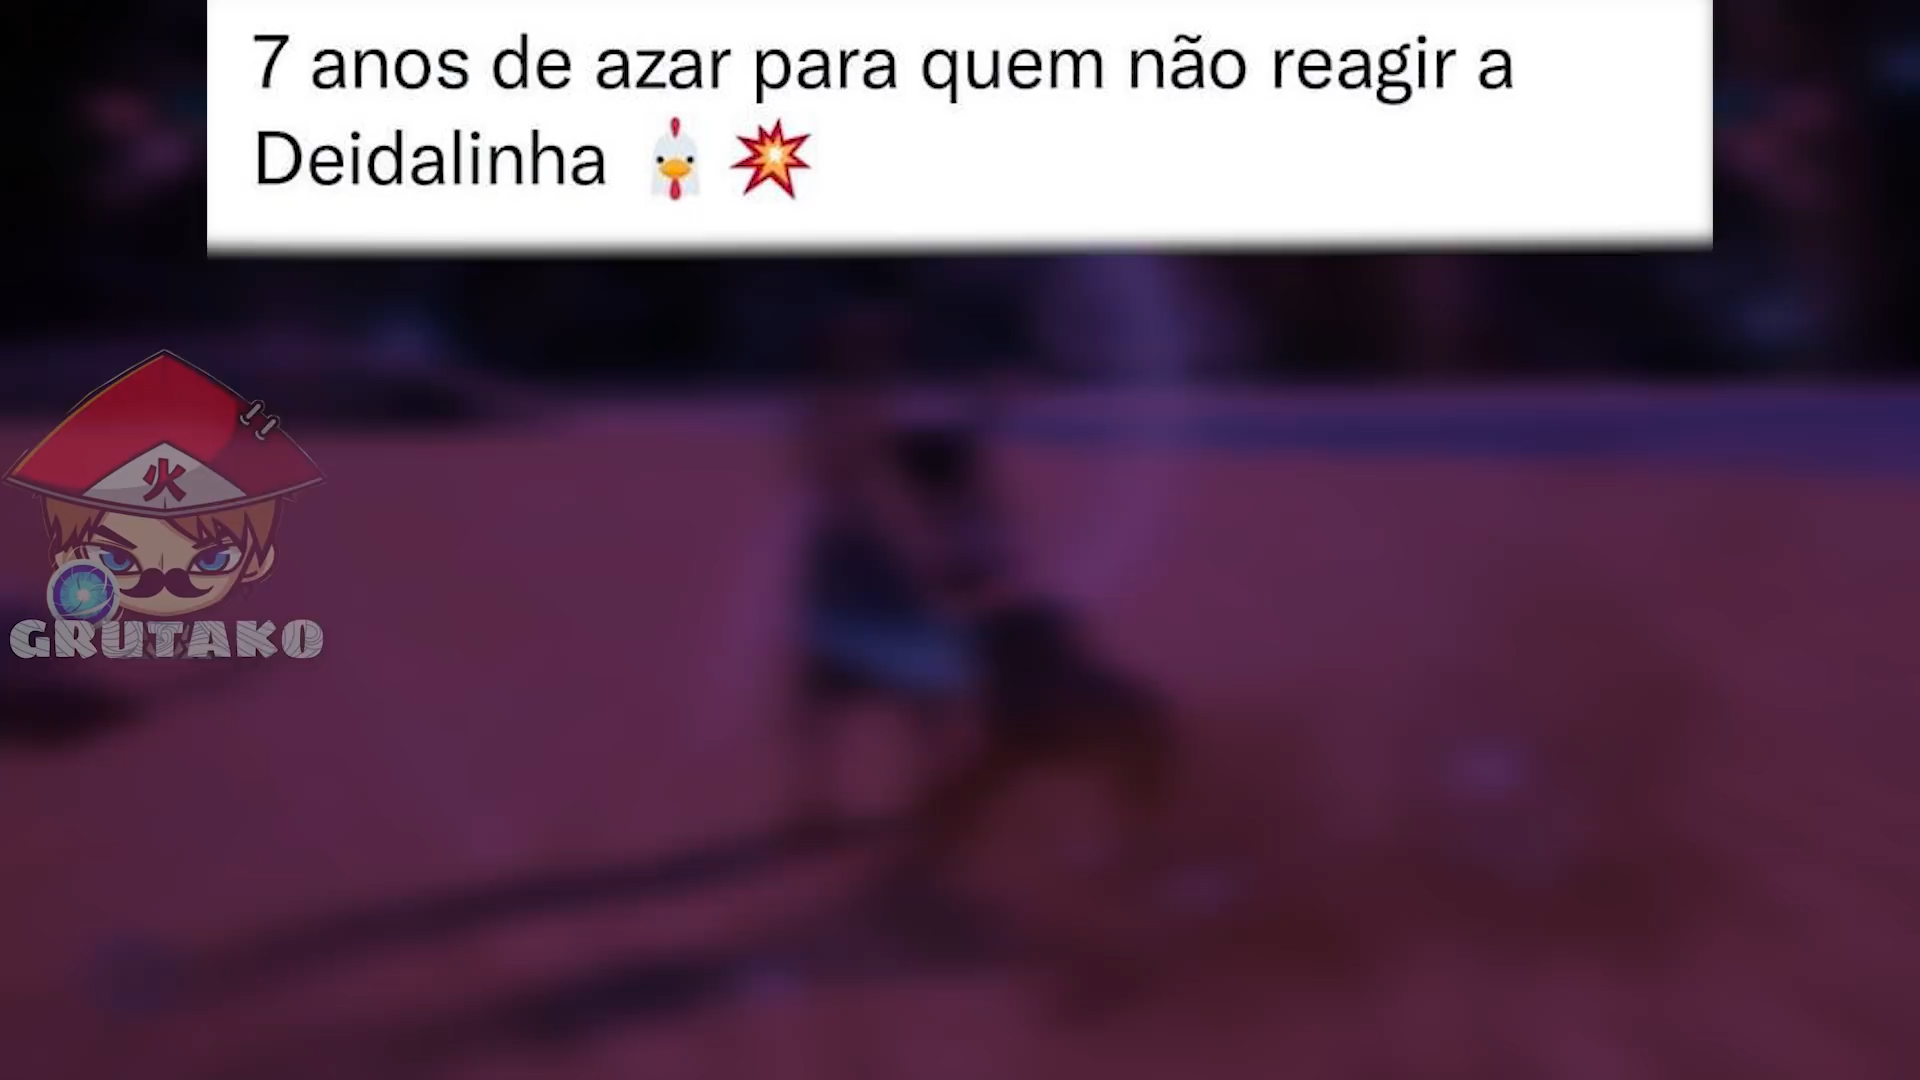 7 anos de azar para quem não reagir a
Deidalinha 🐔 💥
火
GRUTAKO